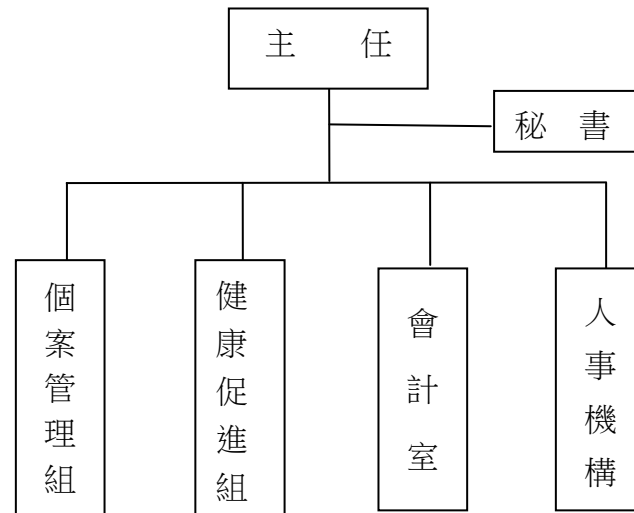 主 任
秘 書
個案管理組
健康促進組
會計室
人事機構